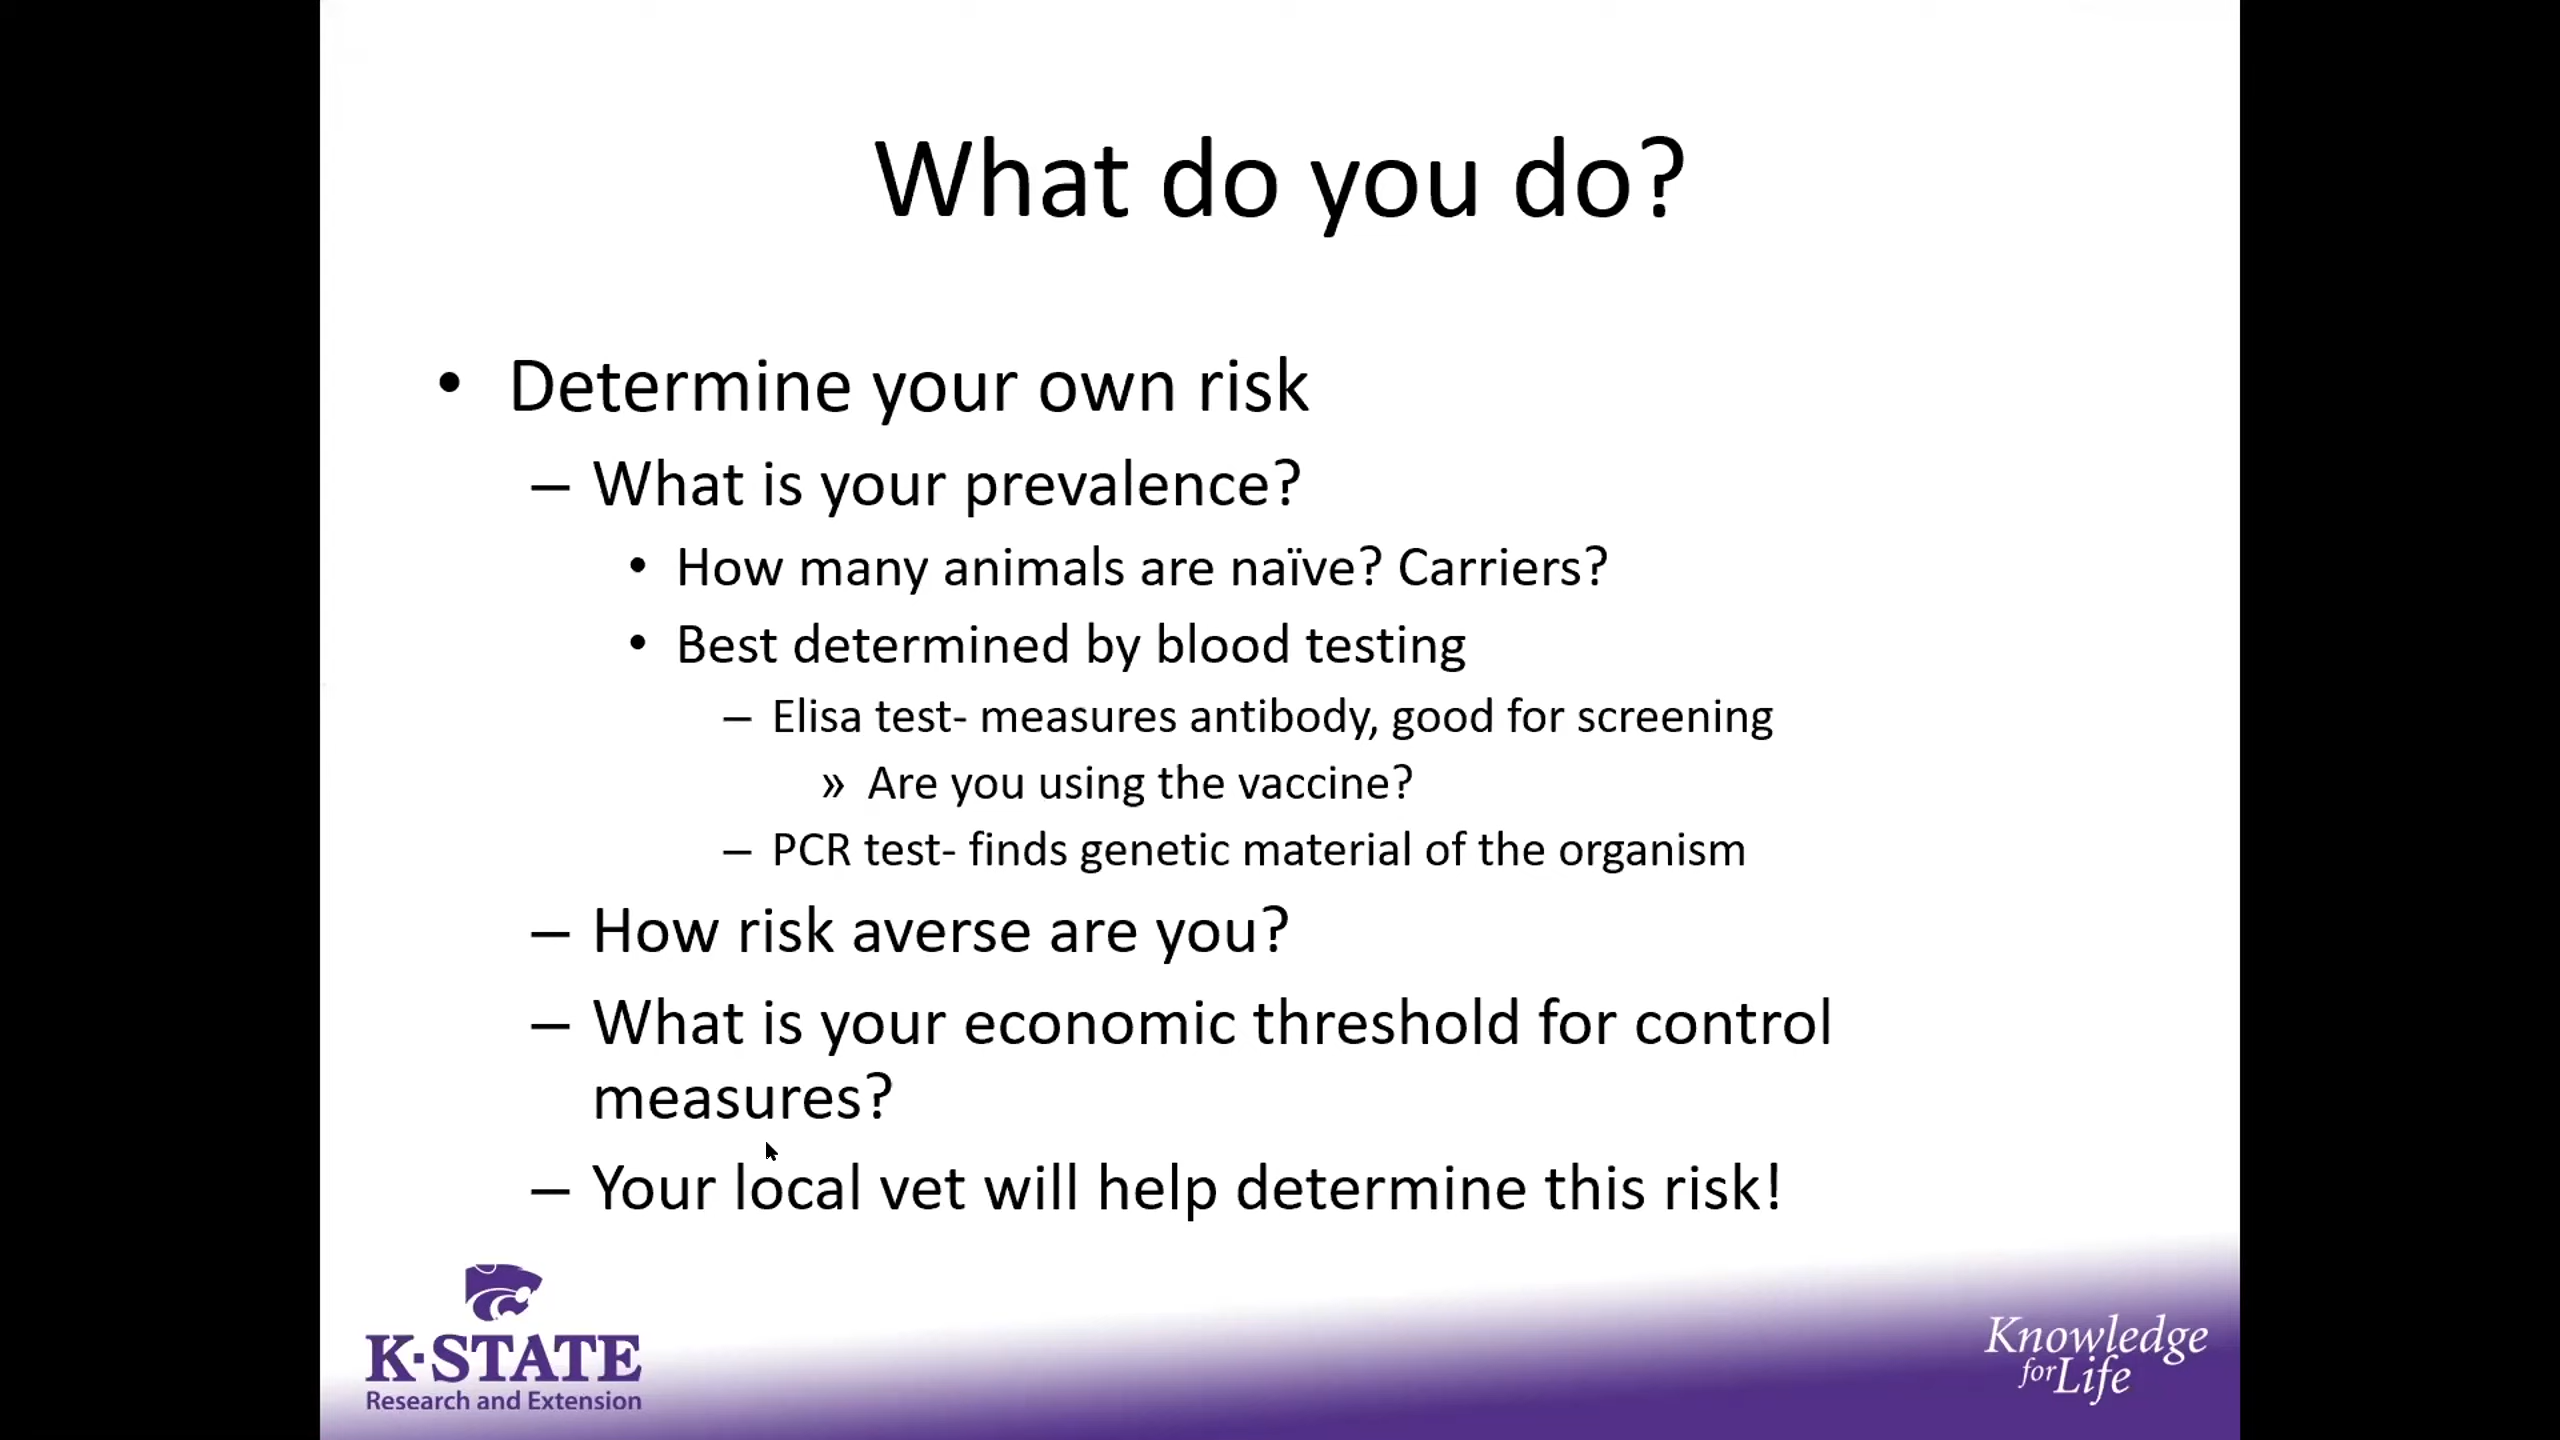 What do you do?
• Determine your own risk
– What is your prevalence?
• How many animals are naïve? Carriers?
• Best determined by blood testing
– Elisa test- measures antibody, good for screening
» Are you using the vaccine?
– PCR test- finds genetic material of the organism
– How risk averse are you?
– What is your economic threshold for control
measures?
– Your local vet will help determine this risk!
K·STATE
Research and Extension
Knowledge
for Life